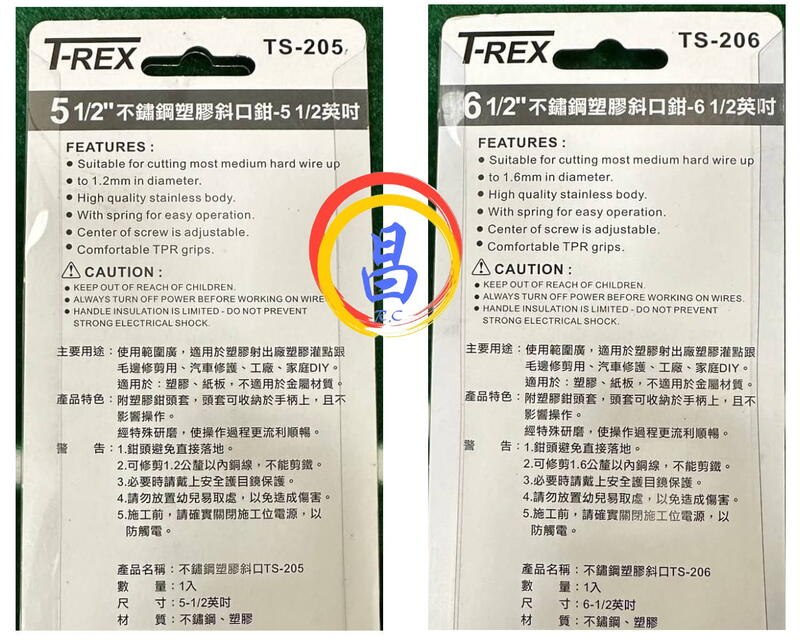 T-REX
TS-205
5 1/2" 不鏽鋼塑膠斜口鉗-5 1/2英吋
FEATURES :
● Suitable for cutting most medium hard wire up
● to 1.2mm in diameter.
● High quality stainless body.
● With spring for easy operation.
● Center of screw is adjustable.
● Comfortable TPR grips.
CAUTION :
● KEEP OUT OF REACH OF CHILDREN.
● ALWAYS TURN OFF POWER BEFORE WORKING ON WIRE
● HANDLE INSULATION IS LIMITED - DO NOT PREVENT
STRONG ELECTRICAL SHOCK.
主要用途：使用範圍廣，適用於塑膠射出廠塑膠灌點跟
毛邊修剪用、汽車修護、工廠、家庭DIY。
適用於：塑膠、紙板，不適用於金屬材質。
產品特色：附塑膠鉗頭套，頭套可收納於手柄上，且不
影響操作。
經特殊研磨，使操作過程更流利順暢。
警　告：1.鉗頭避免直接落地。
2.可修剪1.2公釐以內銅線，不能剪鐵。
3.必要時請戴上安全護目鏡保護。
4.請勿放置幼兒易取處，以免造成傷害。
5.施工前，請確實關閉施工位電源，以
防觸電。
產品名稱：不鏽鋼塑膠斜口TS-205
數　量：1入
尺　寸：5-1/2英吋
材　質：不鏽鋼、塑膠
昌
R.C
T-REX
TS-206
6 1/2" 不鏽鋼塑膠斜口鉗-6 1/2英吋
FEATURES :
● Suitable for cutting most medium hard wire up
● to 1.6mm in diameter.
● High quality stainless body.
● With spring for easy operation.
● Center of screw is adjustable.
● Comfortable TPR grips.
CAUTION :
● KEEP OUT OF REACH OF CHILDREN.
● ALWAYS TURN OFF POWER BEFORE WORKING ON WIRES.
● HANDLE INSULATION IS LIMITED - DO NOT PREVENT
STRONG ELECTRICAL SHOCK.
主要用途：使用範圍廣，適用於塑膠射出廠塑膠灌點跟
毛邊修剪用、汽車修護、工廠、家庭DIY。
適用於：塑膠、紙板，不適用於金屬材質。
產品特色：附塑膠鉗頭套，頭套可收納於手柄上，且不
影響操作。
經特殊研磨，使操作過程更流利順暢。
警　告：1.鉗頭避免直接落地。
2.可修剪1.6公釐以內銅線，不能剪鐵。
3.必要時請戴上安全護目鏡保護。
4.請勿放置幼兒易取處，以免造成傷害。
5.施工前，請確實關閉施工位電源，以
防觸電。
產品名稱：不鏽鋼塑膠斜口TS-206
數　量：1入
尺　寸：6-1/2英吋
材　質：不鏽鋼、塑膠